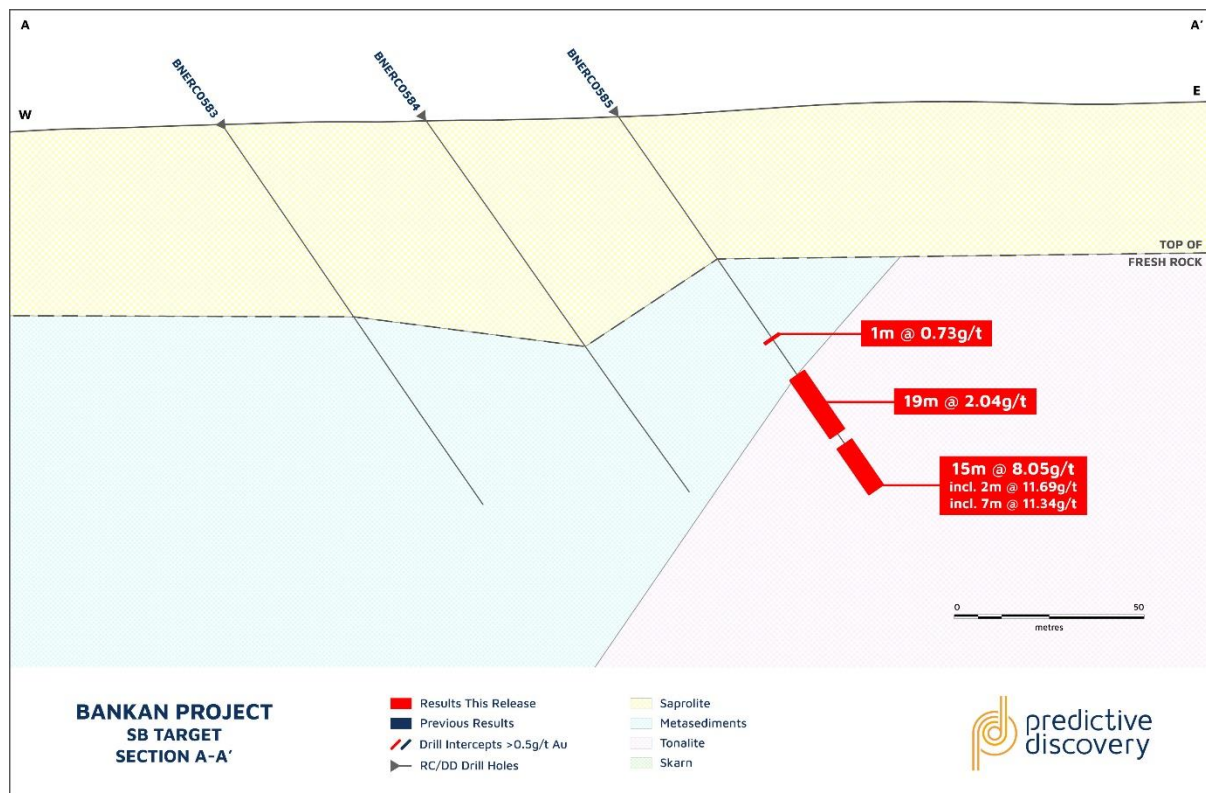 A
A'
BNERC0583
BNERC0584
BNERC0585
W
E
TOP OF
FRESH ROCK
1m @ 0.73g/t
19m @ 2.04g/t
15m @ 8.05g/t
incl. 2m @ 11.69g/t
incl. 7m @ 11.34g/t
0 50
metres
BANKAN PROJECT
SB TARGET
SECTION A-A'
Results This Release
Previous Results
Drill Intercepts >0.5g/t Au
RC/DD Drill Holes
Saprolite
Metasediments
Tonalite
Skarn
predictive
discovery